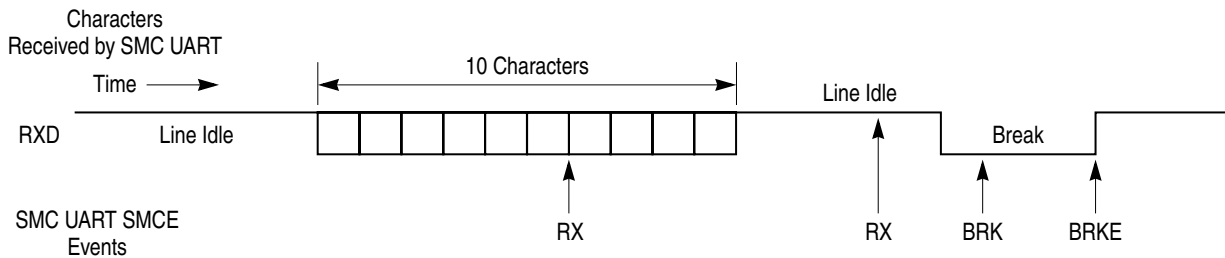 Characters
Received by SMC UART
10 Characters
Time
Line Idle
RXD
Line Idle
Break
SMC UART SMCE
Events
RX
RX
BRK
BRKE